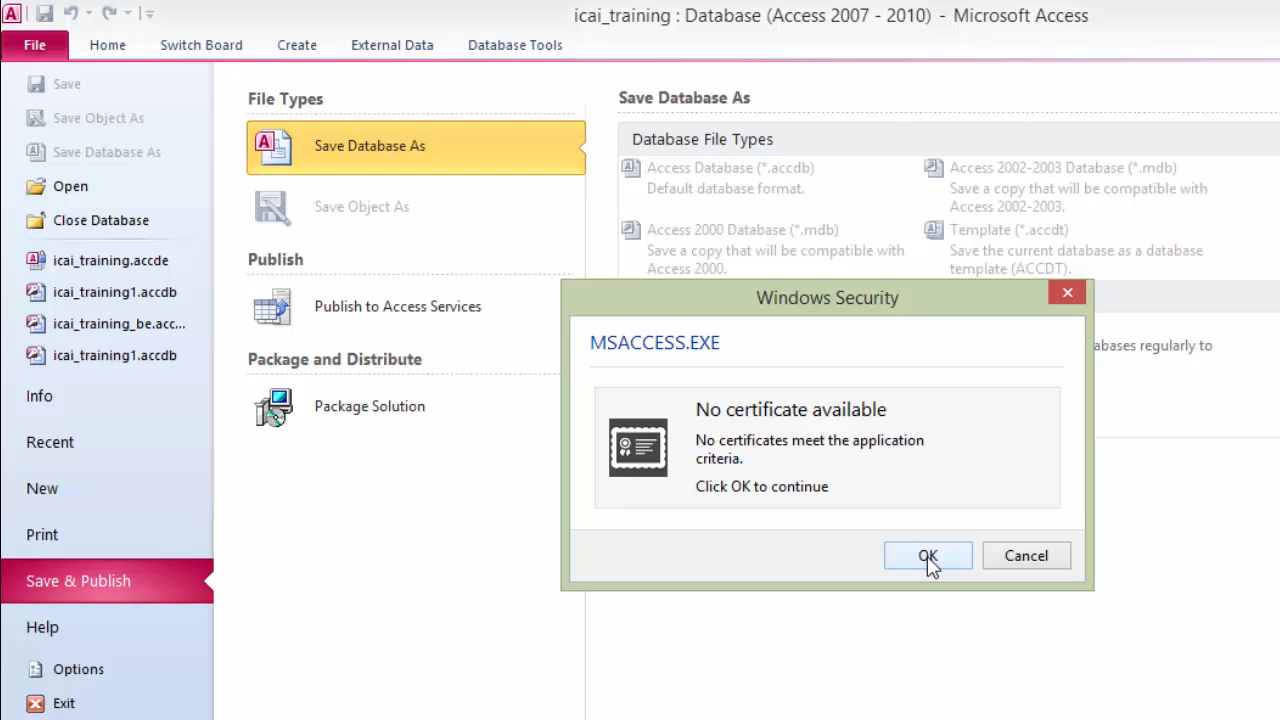 icai_training : Database (Access 2007 - 2010) - Microsoft Access
File
Home
Switch Board
Create
External Data
Database Tools
Save
Save Object As
Save Database As
Open
Close Database
icai_training.accde
icai_training1.accdb
icai_training_be.acc...
icai_training1.accdb
Info
Recent
New
Print
Save & Publish
Help
Options
Exit
File Types
Save Database As
Save Object As
Publish
Publish to Access Services
Package and Distribute
Package Solution
Save Database As
Database File Types
Access Database (*.accdb)
Default database format.
Access 2002-2003 Database (*.mdb)
Save a copy that will be compatible with
Access 2002-2003.
Access 2000 Database (*.mdb)
Save a copy that will be compatible with
Access 2000.
Template (*.accdt)
Save the current database as a database
template (ACCDT).
abases regularly to
Windows Security
MSACCESS.EXE
No certificate available
No certificates meet the application
criteria.
Click OK to continue
OK
Cancel